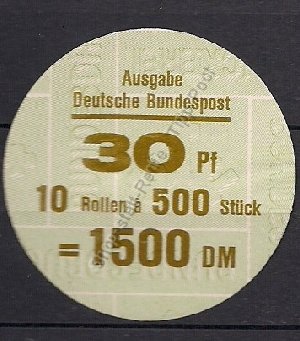 Ausgabe
Deutsche Bundespost
30 Pf
10 Rollen à 500 Stück
= 1500 DM